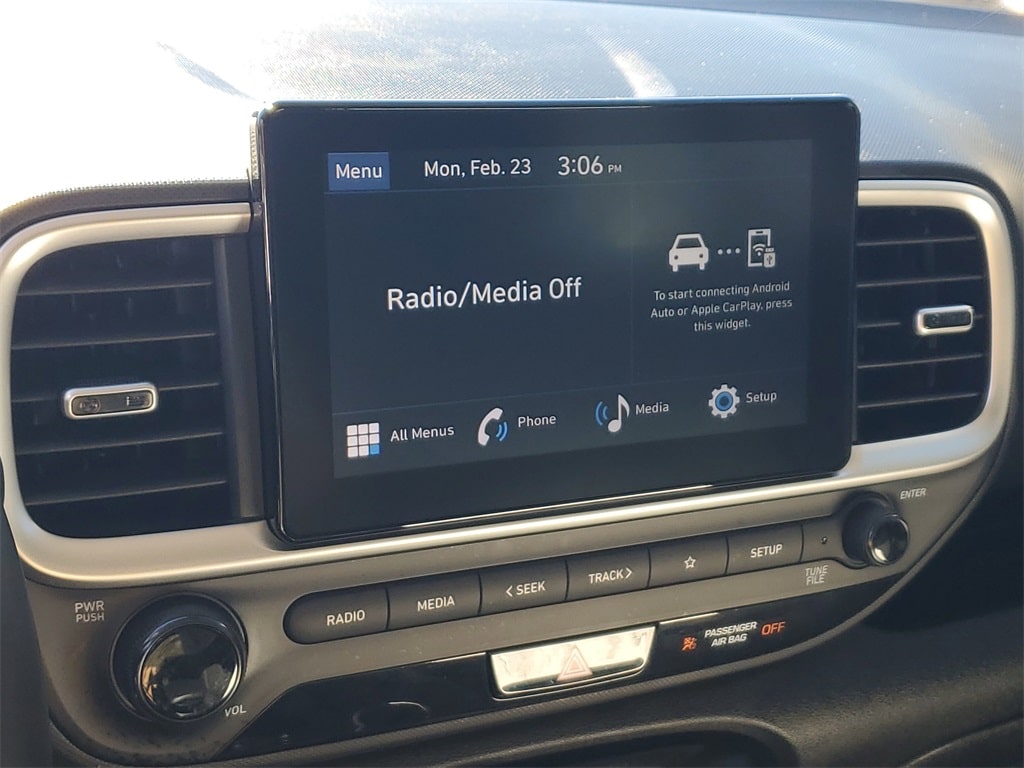 Menu
Mon, Feb. 23
3:06 PM
Radio/Media Off
To start connecting Android
Auto or Apple CarPlay, press
this widget.
All Menus
Phone
Media
Setup
ENTER
PWR
PUSH
RADIO
MEDIA
< SEEK
TRACK >
☆
SETUP
TUNE
FILE
VOL
PASSENGER
AIR BAG
OFF